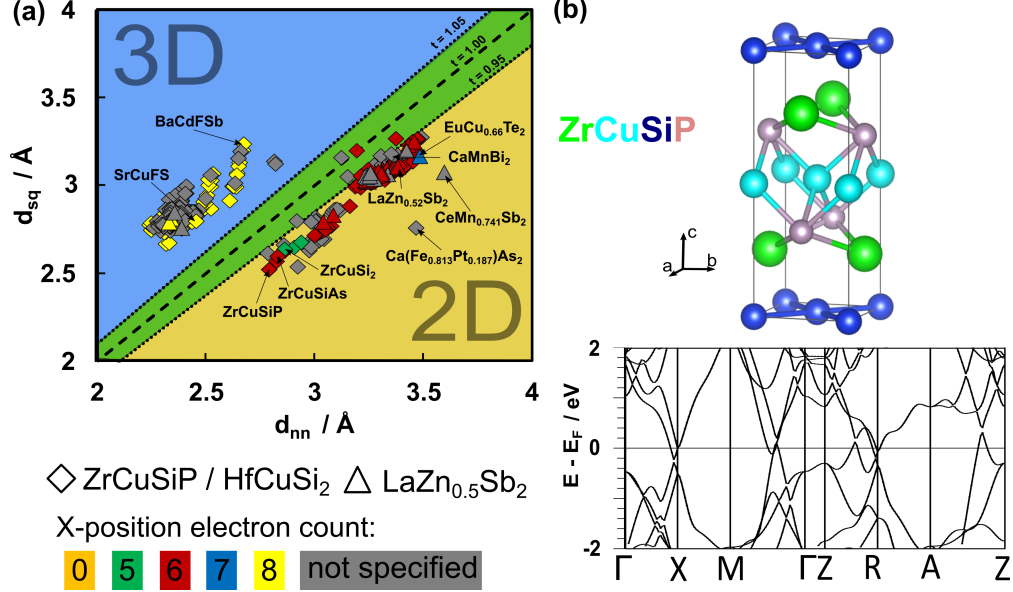 (a)
4
3.5
3
2.5
2
d_sq / Å
3D
2D
t = 1.05
t = 1.00
t = 0.95
BaCdFSb
SrCuFS
EuCu₀.₆₆Te₂
CaMnBi₂
LaZn₀.₅₂Sb₂
CeMn₀.₇₄₁Sb₂
Ca(Fe₀.₈₁₃Pt₀.₁₈₇)As₂
ZrCuSi₂
ZrCuSiAs
ZrCuSiP
2 2.5 3 3.5 4
d_nn / Å
ZrCuSiP / HfCuSi₂ LaZn₀.₅Sb₂
X-position electron count:
0 5 6 7 8 not specified
(b)
ZrCuSiP
c
a b
2
0
-2
E - E_F / eV
Γ X M Γ Z R A Z